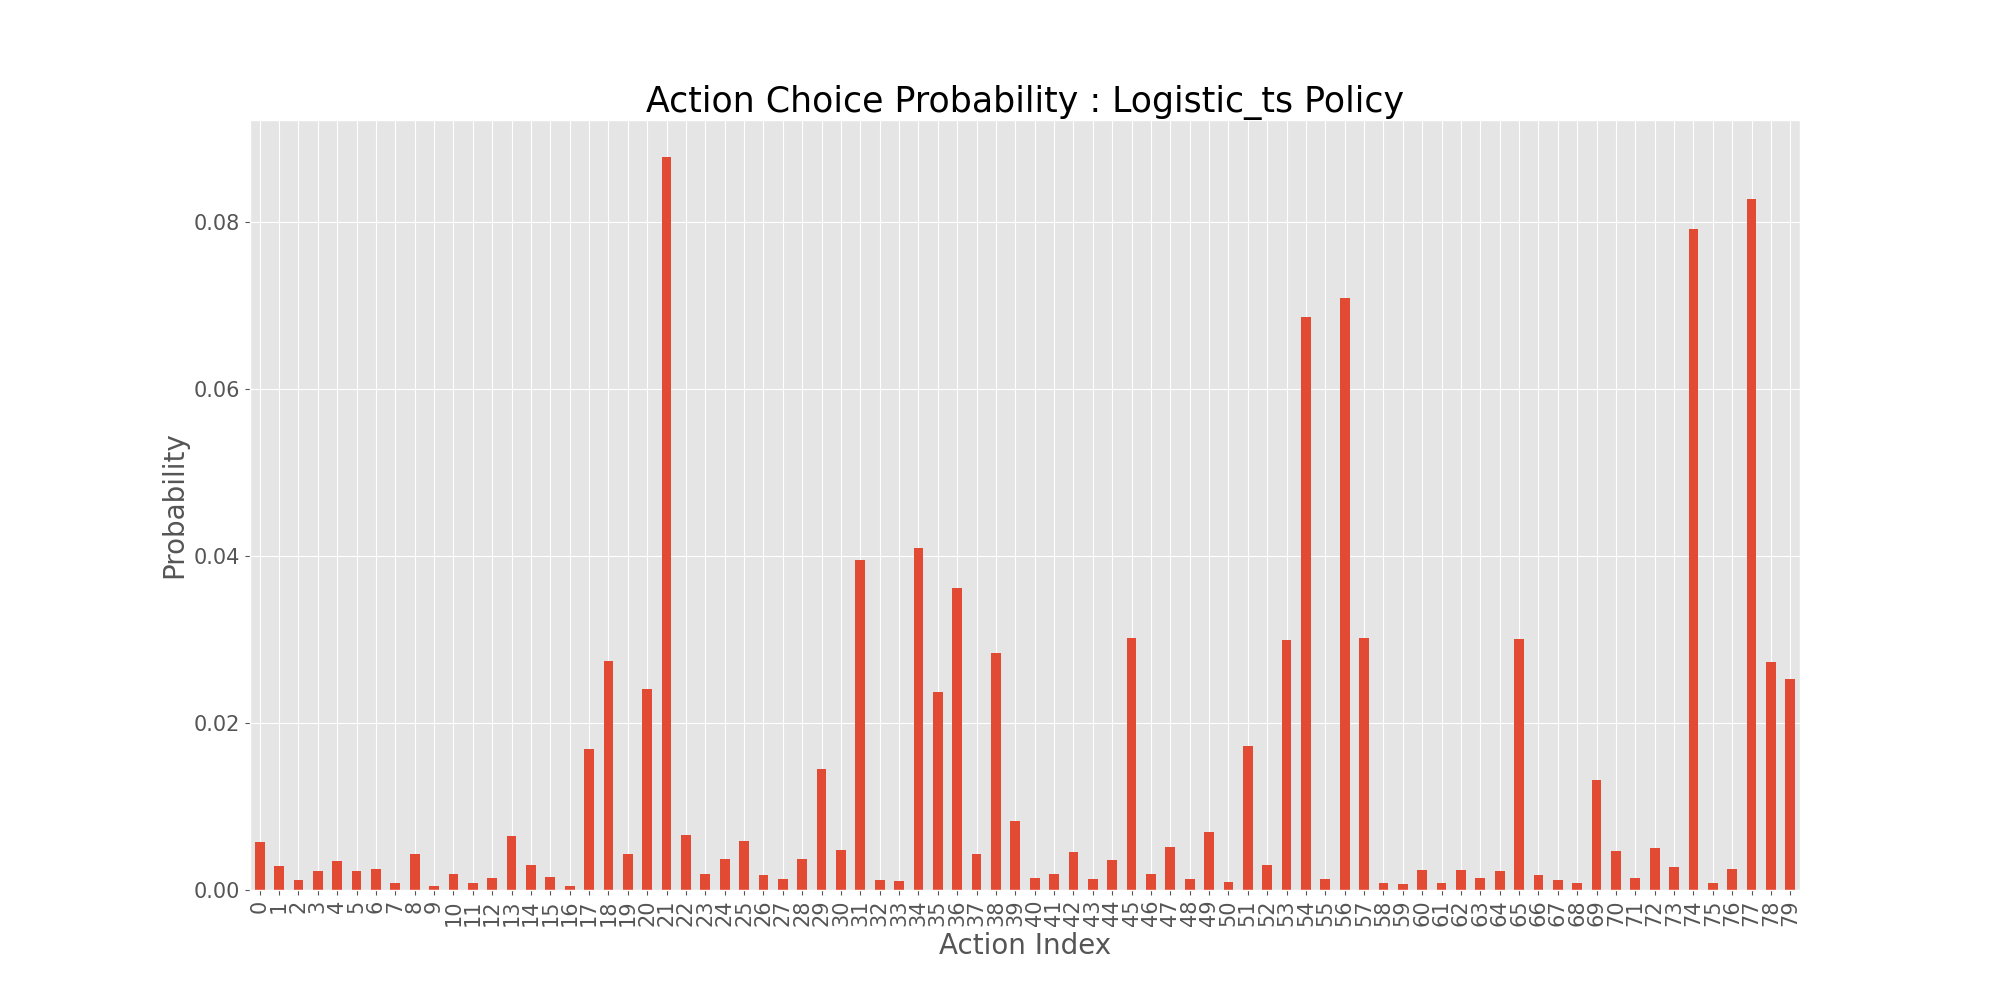 Action Choice Probability : Logistic_ts Policy
Probability
0.08
0.06
0.04
0.02
0.00
0 1 2 3 4 5 6 7 8 9 10 11 12 13 14 15 16 17 18 19 20 21 22 23 24 25 26 27 28 29 30 31 32 33 34 35 36 37 38 39 40 41 42 43 44 45 46 47 48 49 50 51 52 53 54 55 56 57 58 59 60 61 62 63 64 65 66 67 68 69 70 71 72 73 74 75 76 77 78 79
Action Index